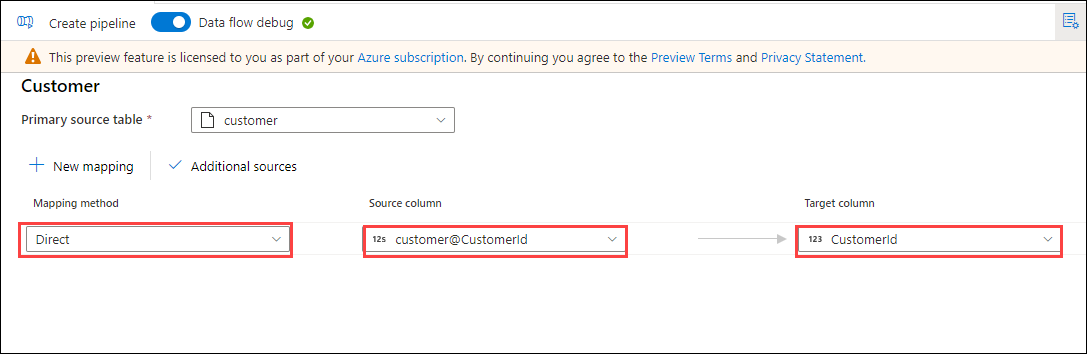 Create pipeline Data flow debug
This preview feature is licensed to you as part of your Azure subscription. By continuing you agree to the Preview Terms and Privacy Statement.
Customer
Primary source table * customer
New mapping Additional sources
Mapping method Source column Target column
Direct 12s customer@CustomerId 123 CustomerId